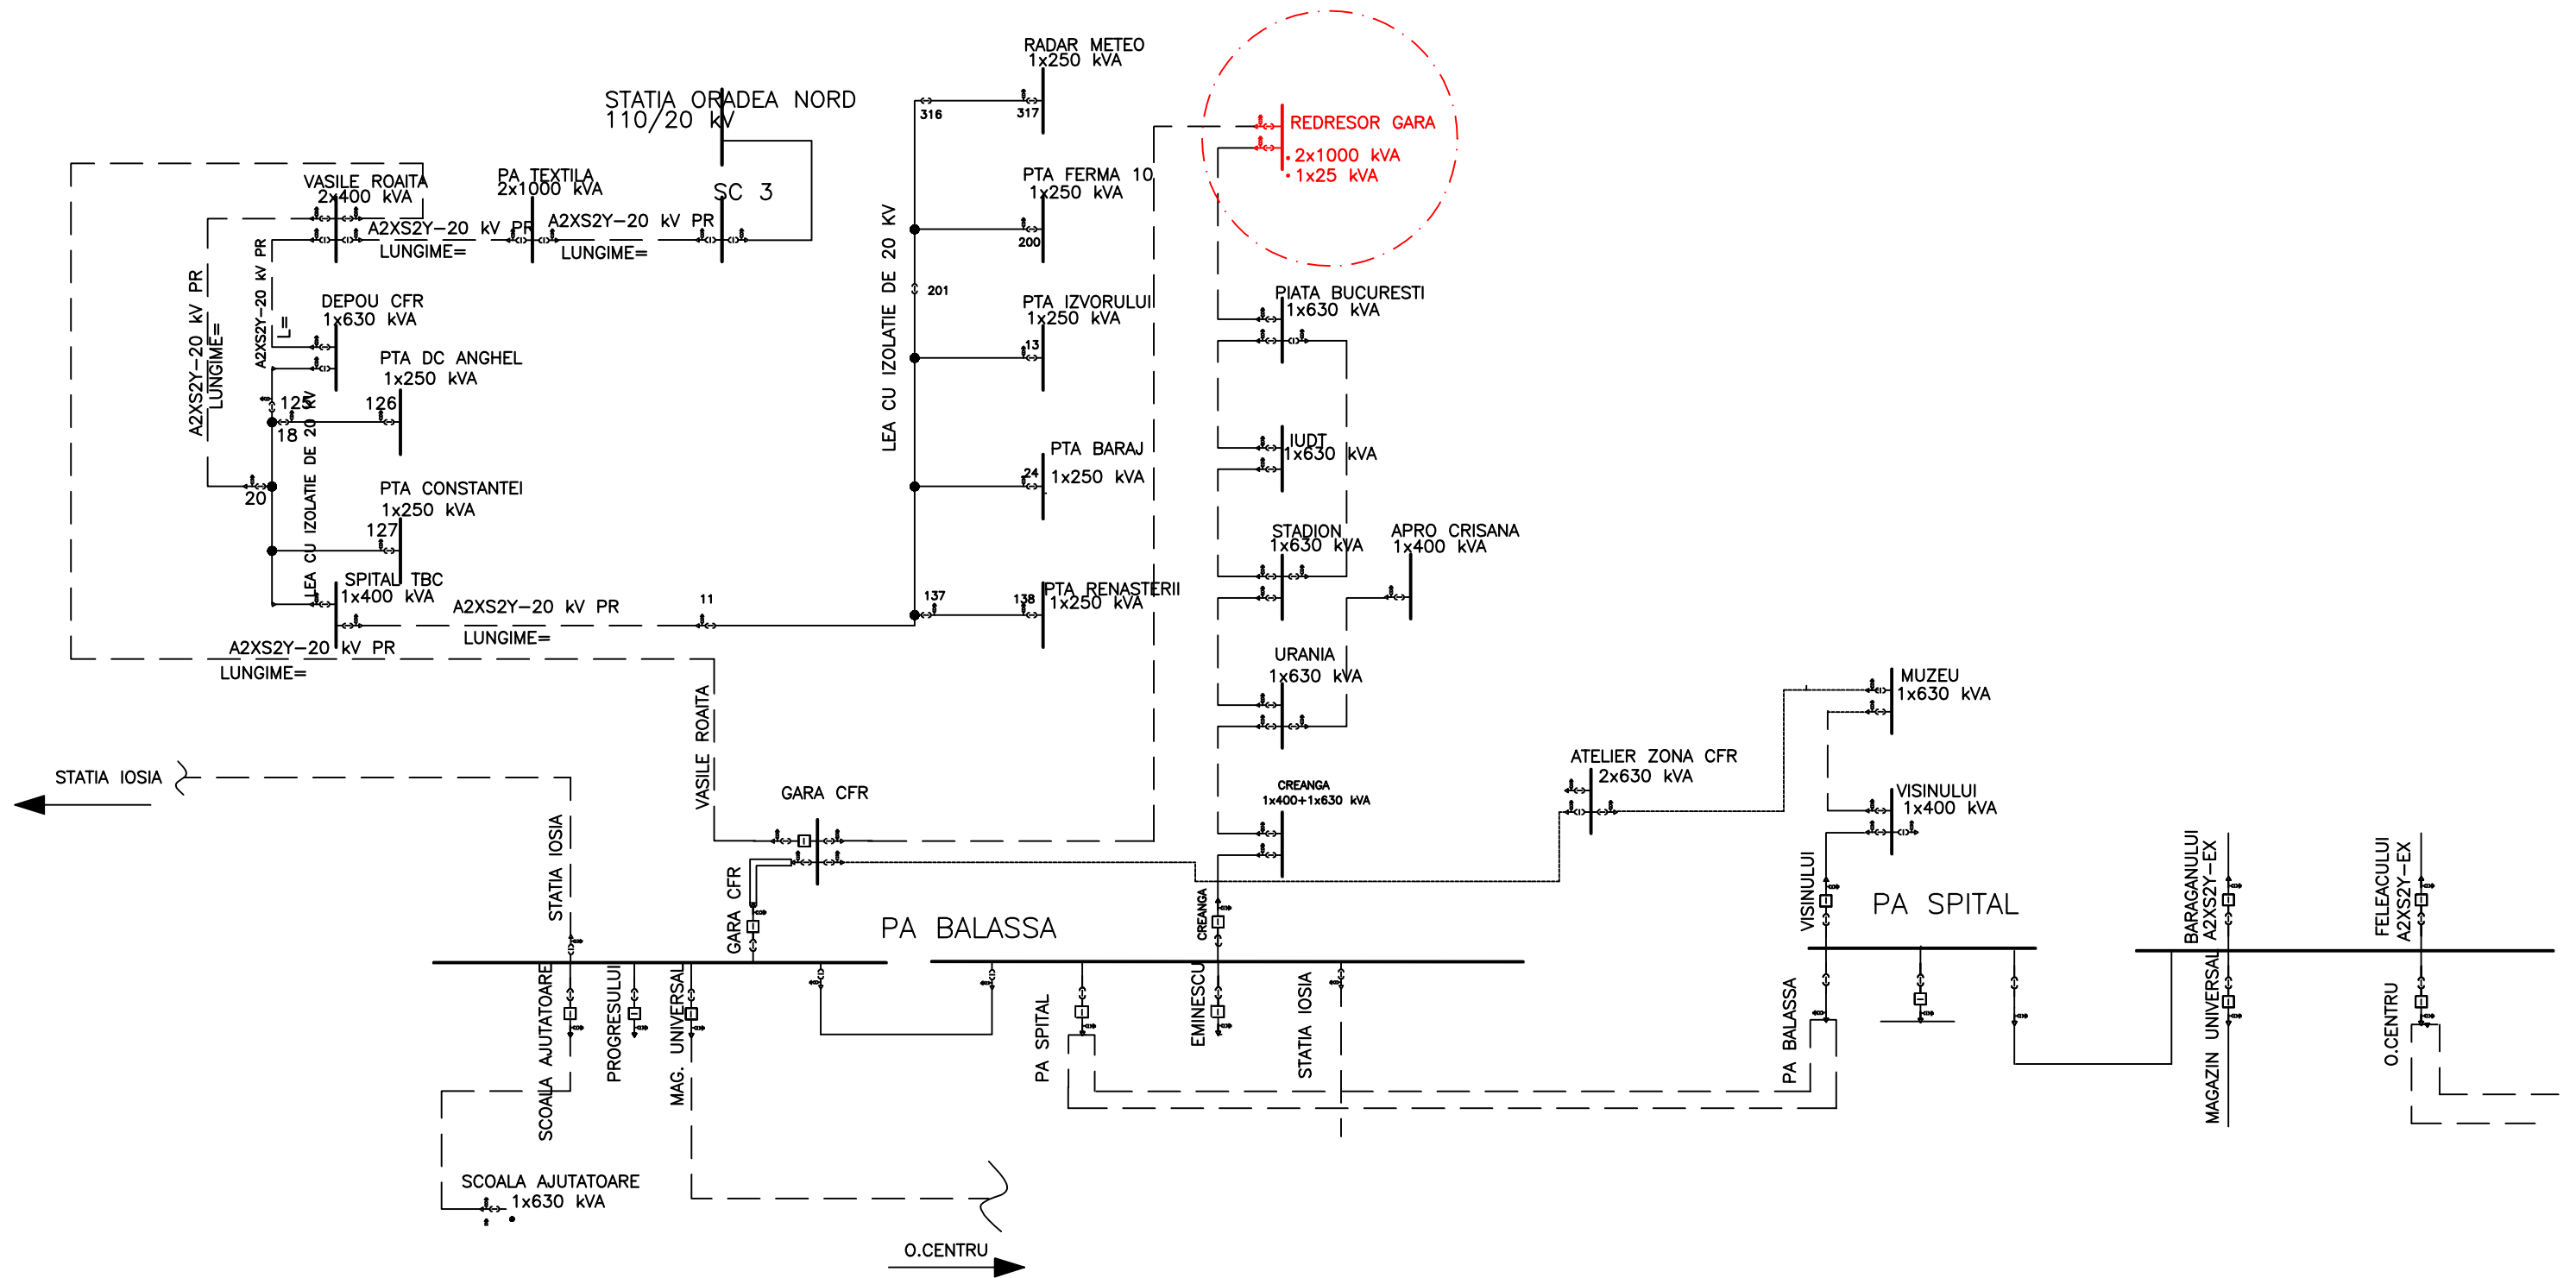 RADAR METEO
1x250 kVA
316
317
STATIA ORADEA NORD
110/20 kV
REDRESOR GARA
2x1000 kVA
1x25 kVA
VASILE ROAITA
2x400 kVA
PA TEXTILA
2x1000 kVA
SC 3
A2XS2Y-20 kV PR
LUNGIME=
A2XS2Y-20 kV PR
LUNGIME=
PTA FERMA 10
1x250 kVA
200
LEA CU IZOLATIE DE 20 KV
201
A2XS2Y-20 kV PR
LUNGIME=
A2XS2Y-20 kV PR
L=
DEPOU CFR
1x630 kVA
PTA IZVORULUI
1x250 kVA
13
PIATA BUCURESTI
1x630 kVA
PTA DC ANGHEL
1x250 kVA
125
126
18
LEA CU IZOLATIE DE 20 kV
20
PTA BARAJ
24
1x250 kVA
IUDT
1x630 kVA
PTA CONSTANTEI
1x250 kVA
127
STADION
1x630 kVA
APRO CRISANA
1x400 kVA
SPITAL TBC
1x400 kVA
A2XS2Y-20 kV PR
LUNGIME=
11
137
138
PTA RENASTERII
1x250 kVA
A2XS2Y-20 kV PR
LUNGIME=
URANIA
1x630 kVA
VASILE ROAITA
MUZEU
1x630 kVA
STATIA IOSIA
GARA CFR
CREANGA
1x400+1x630 kVA
ATELIER ZONA CFR
2x630 kVA
VISINULUI
1x400 kVA
STATIA IOSIA
GARA CFR
PA BALASSA
CREANGA
VISINULUI
PA SPITAL
BARAGANULUI
A2XS2Y-EX
FELEACULUI
A2XS2Y-EX
SCOALA AJUTATOARE
PROGRESULUI
MAG. UNIVERSAL
PA SPITAL
EMINESCU
STATIA IOSIA
PA BALASSA
MAGAZIN UNIVERSAL
O.CENTRU
SCOALA AJUTATOARE
1x630 kVA
O.CENTRU